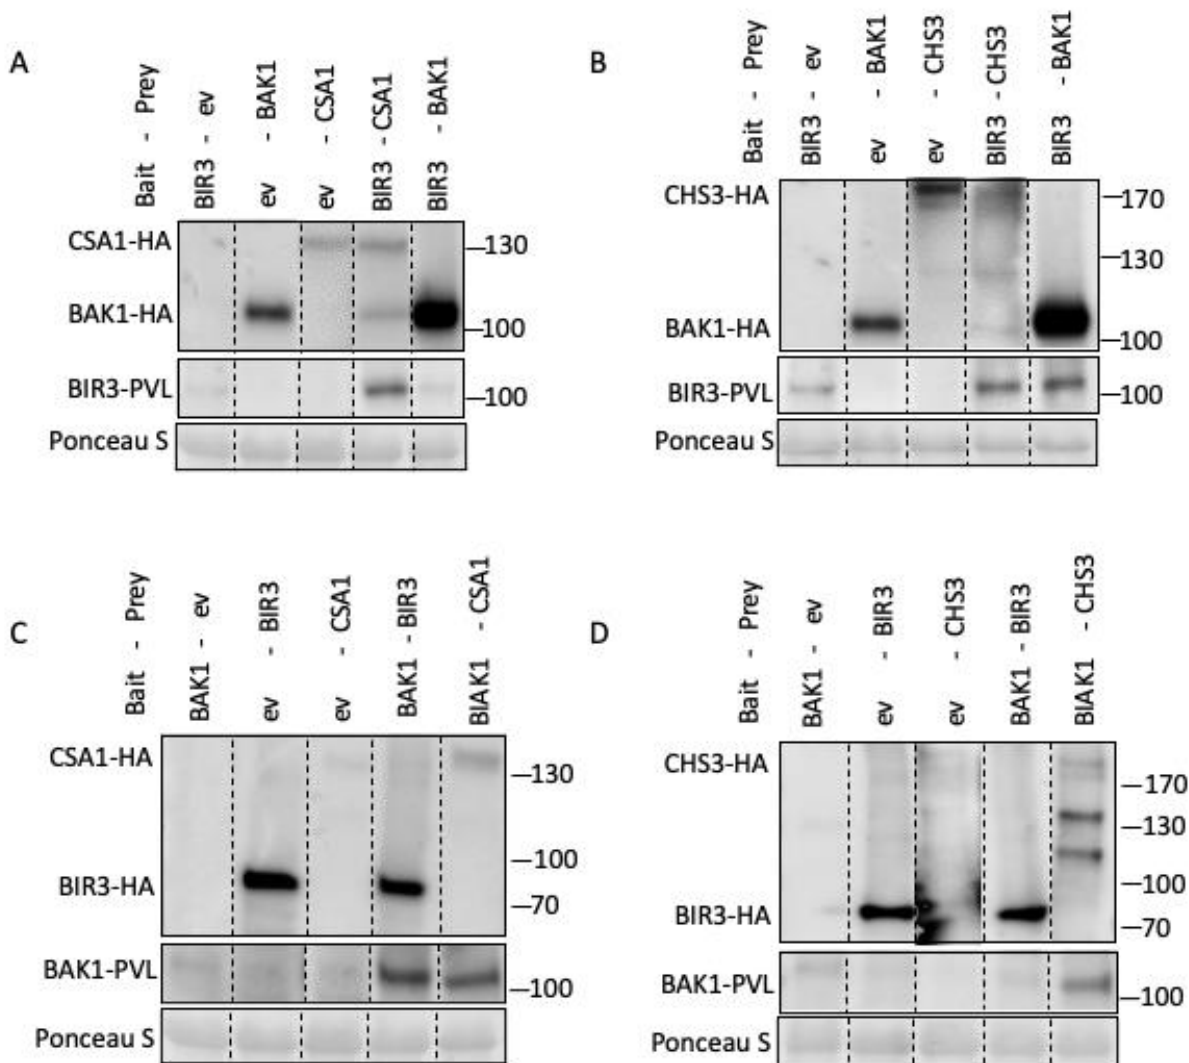 A
Bait - Prey
BIR3 - ev
ev - BAK1
ev - CSA1
BIR3 - CSA1
BIR3 - BAK1
CSA1-HA
BAK1-HA
BIR3-PVL
Ponceau S
130
100
100
B
Bait - Prey
BIR3 - ev
ev - BAK1
ev - CHS3
BIR3 - CHS3
BIR3 - BAK1
CHS3-HA
BAK1-HA
BIR3-PVL
Ponceau S
170
130
100
100
C
Bait - Prey
BAK1 - ev
ev - BIR3
ev - CSA1
BAK1 - BIR3
BIAK1 - CSA1
CSA1-HA
BIR3-HA
BAK1-PVL
Ponceau S
130
100
70
100
D
Bait - Prey
BAK1 - ev
ev - BIR3
ev - CHS3
BAK1 - BIR3
BIAK1 - CHS3
CHS3-HA
BIR3-HA
BAK1-PVL
Ponceau S
170
130
100
70
100